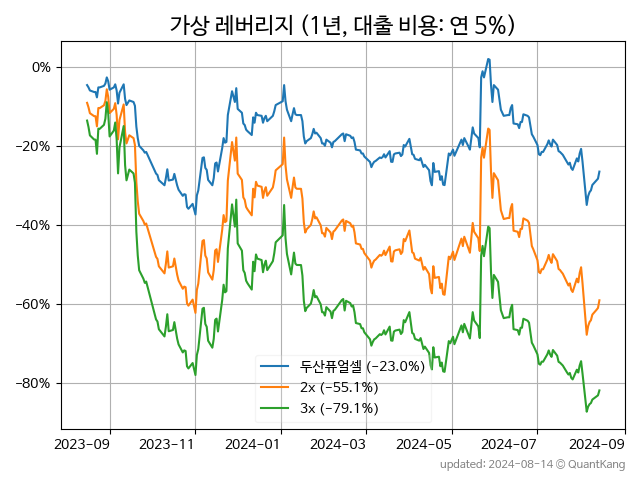 가상 레버리지 (1년, 대출 비용: 연 5%)
0%
−20%
−40%
−60%
−80%
두산퓨얼셀 (−23.0%)
2x (−55.1%)
3x (−79.1%)
2023−09 2023−11 2024−01 2024−03 2024−05 2024−07 2024−09
updated: 2024−08−14 © QuantKang